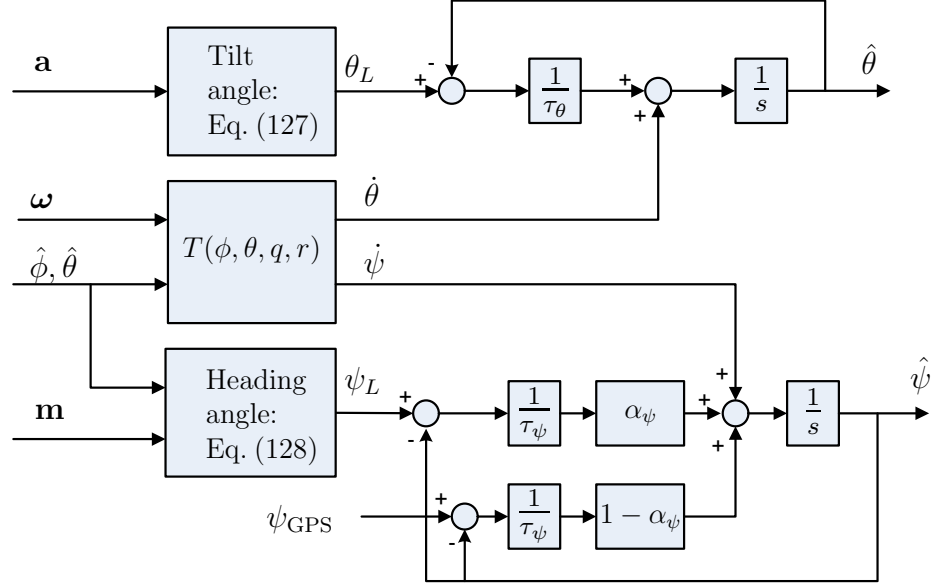 a
Tilt
angle:
Eq. (127)
θ_L
-
+
1
τ_θ
+
+
1
s
θ̂
ω
ϕ̂, θ̂
T(ϕ, θ, q, r)
θ̇
ψ̇
m
Heading
angle:
Eq. (128)
ψ_L
+
-
1
τ_ψ
α_ψ
+
+
+
1
s
ψ̂
ψ_GPS
+
-
1
τ_ψ
1 − α_ψ